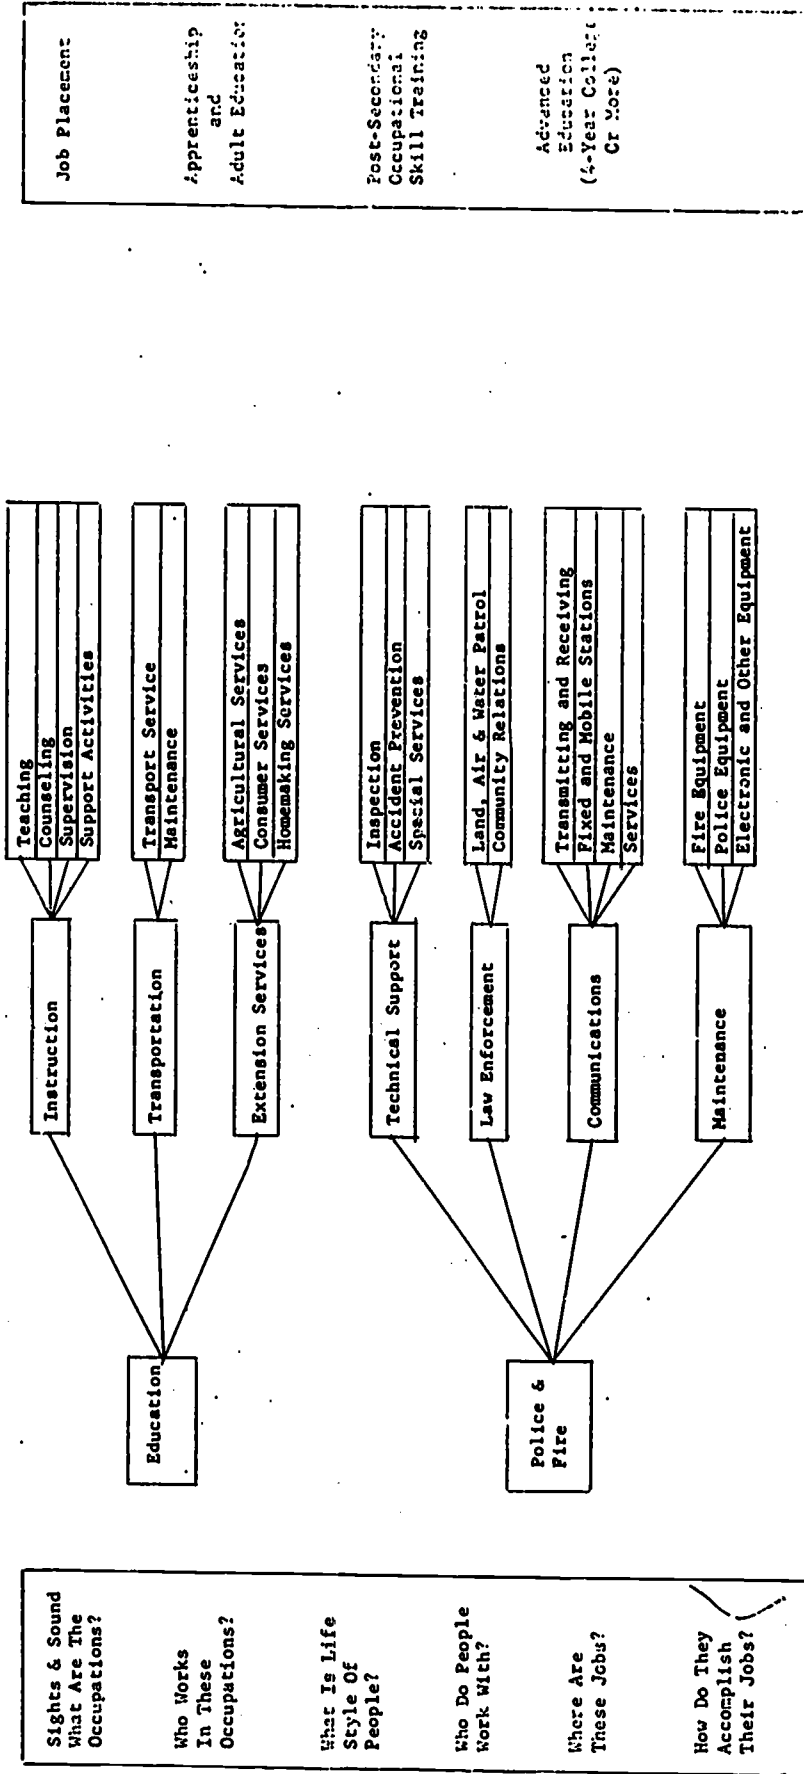 Sights & Sound
What Are The
Occupations?
Who Works
In These
Occupations?
What Is Life
Style Of
People?
Who Do People
Work With?
Where Are
These Jobs?
How Do They
Accomplish
Their Jobs?
Education
Police &
Fire
Instruction
Transportation
Extension Services
Technical Support
Law Enforcement
Communications
Maintenance
Teaching
Counseling
Supervision
Support Activities
Transport Service
Maintenance
Agricultural Services
Consumer Services
Homemaking Services
Inspection
Accident Prevention
Special Services
Land, Air & Water Patrol
Community Relations
Transmitting and Receiving
Fixed and Mobile Stations
Maintenance
Services
Fire Equipment
Police Equipment
Electronic and Other Equipment
Job Placement
Apprenticeship
and
Adult Education
Post-Secondary
Occupational
Skill Training
Advanced
Education
(4-Year College
Or More)